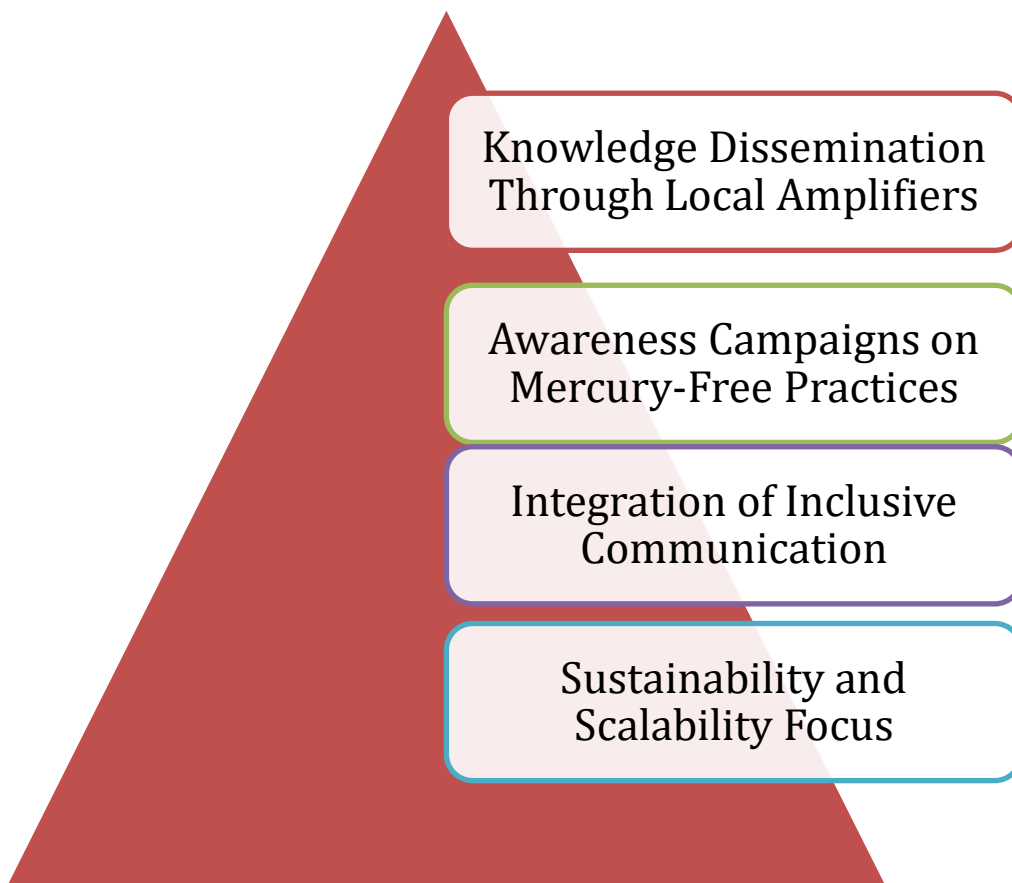 Knowledge Dissemination
Through Local Amplifiers
Awareness Campaigns on
Mercury-Free Practices
Integration of Inclusive
Communication
Sustainability and
Scalability Focus